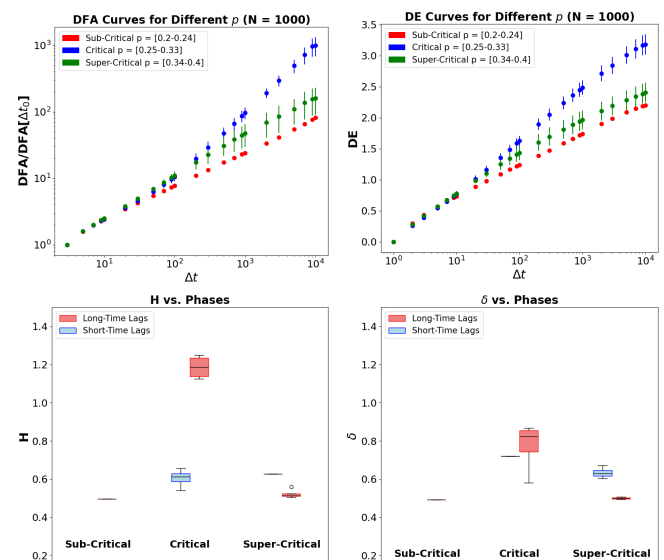 DFA Curves for Different p (N = 1000)
DFA/DFA[Δt₀]
10³
10²
10¹
10⁰
Sub-Critical p = [0.2-0.24]
Critical p = [0.25-0.33]
Super-Critical p = [0.34-0.4]
10¹ 10² 10³ 10⁴
Δt
DE Curves for Different p (N = 1000)
DE
3.5
3.0
2.5
2.0
1.5
1.0
0.5
0.0
Sub-Critical p = [0.2-0.24]
Critical p = [0.25-0.33]
Super-Critical p = [0.34-0.4]
10⁰ 10¹ 10² 10³ 10⁴
Δt
H vs. Phases
H
1.4
1.2
1.0
0.8
0.6
0.4
0.2
Long-Time Lags
Short-Time Lags
Sub-Critical Critical Super-Critical
δ vs. Phases
δ
1.4
1.2
1.0
0.8
0.6
0.4
0.2
Long-Time Lags
Short-Time Lags
Sub-Critical Critical Super-Critical